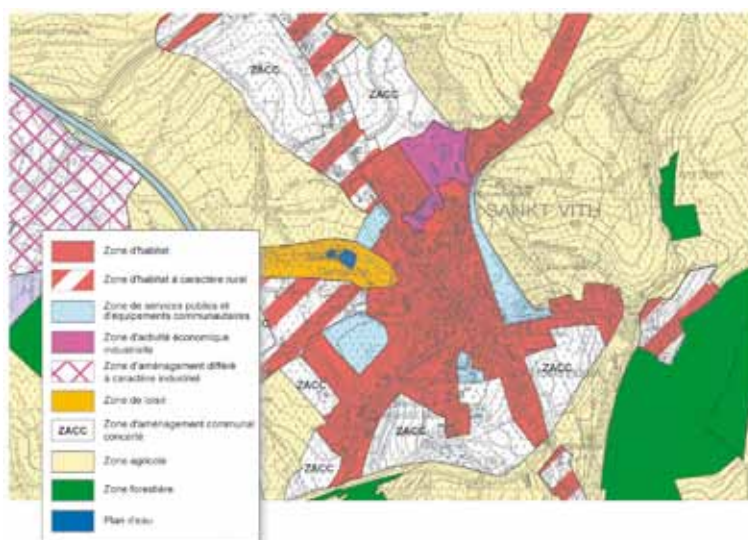 ZACC
ZACC
SANKT VITH
ZACC
ZACC
ZACC
ZACC
Zone d'habitat
Zone d'habitat à caractère rural
Zone de services publics et
d'équipements communautaires
Zone d'activité économique
industrielle
Zone d'aménagement différé
à caractère industriel
Zone de loisir
ZACC
Zone d'aménagement communal
concerté
Zone agricole
Zone forestière
Plan d'eau